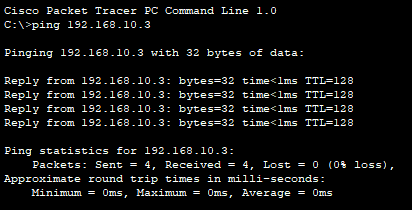 Cisco Packet Tracer PC Command Line 1.0
C:\>ping 192.168.10.3
Pinging 192.168.10.3 with 32 bytes of data:
Reply from 192.168.10.3: bytes=32 time<1ms TTL=128
Reply from 192.168.10.3: bytes=32 time<1ms TTL=128
Reply from 192.168.10.3: bytes=32 time<1ms TTL=128
Reply from 192.168.10.3: bytes=32 time<1ms TTL=128
Ping statistics for 192.168.10.3:
Packets: Sent = 4, Received = 4, Lost = 0 (0% loss),
Approximate round trip times in milli-seconds:
Minimum = 0ms, Maximum = 0ms, Average = 0ms